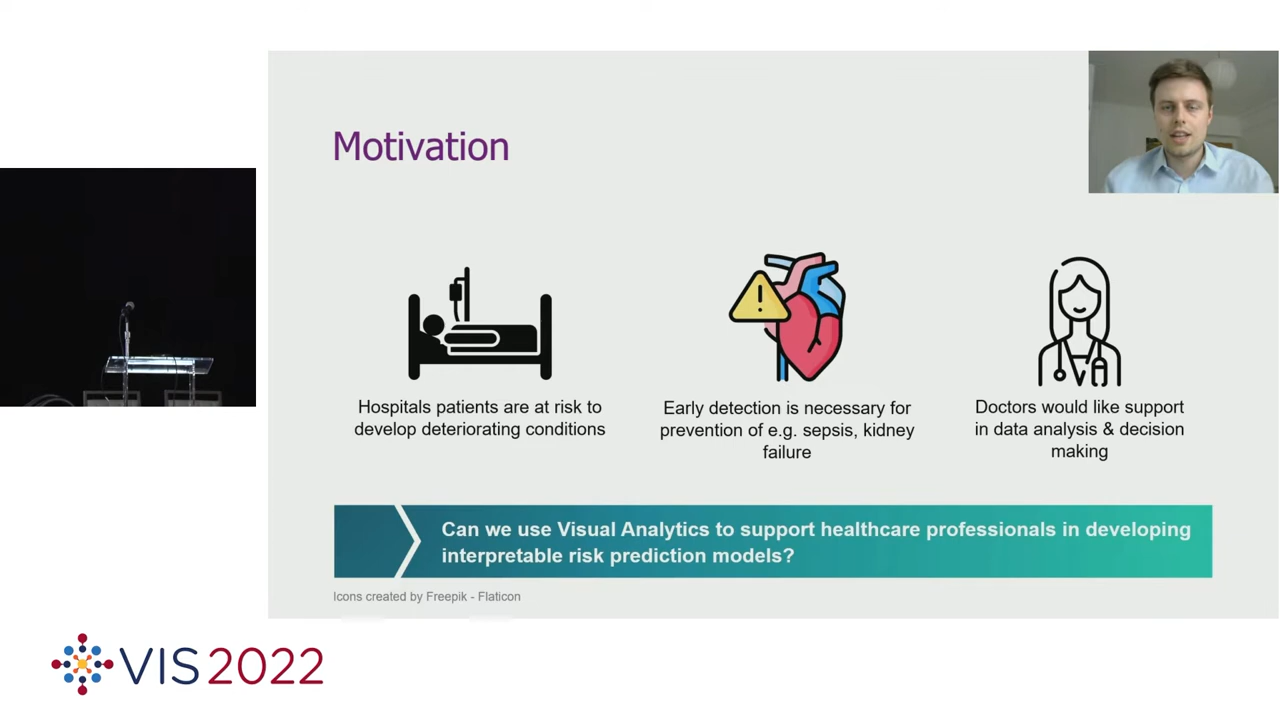 Motivation
Hospitals patients are at risk to
develop deteriorating conditions
Early detection is necessary for
prevention of e.g. sepsis, kidney
failure
Doctors would like support
in data analysis & decision
making
Can we use Visual Analytics to support healthcare professionals in developing
interpretable risk prediction models?
Icons created by Freepik - Flaticon
VIS2022